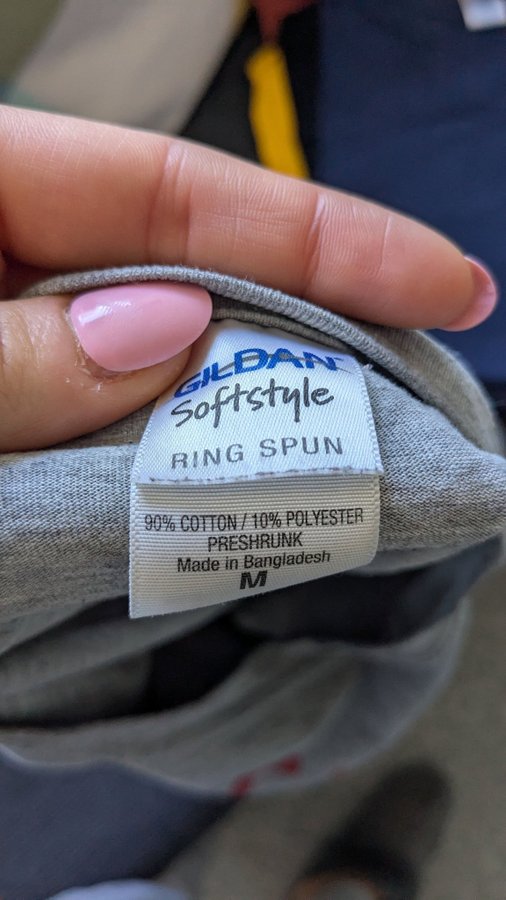 GILDAN
Softstyle
RING SPUN
90% COTTON / 10% POLYESTER
PRESHRUNK
Made in Bangladesh
M